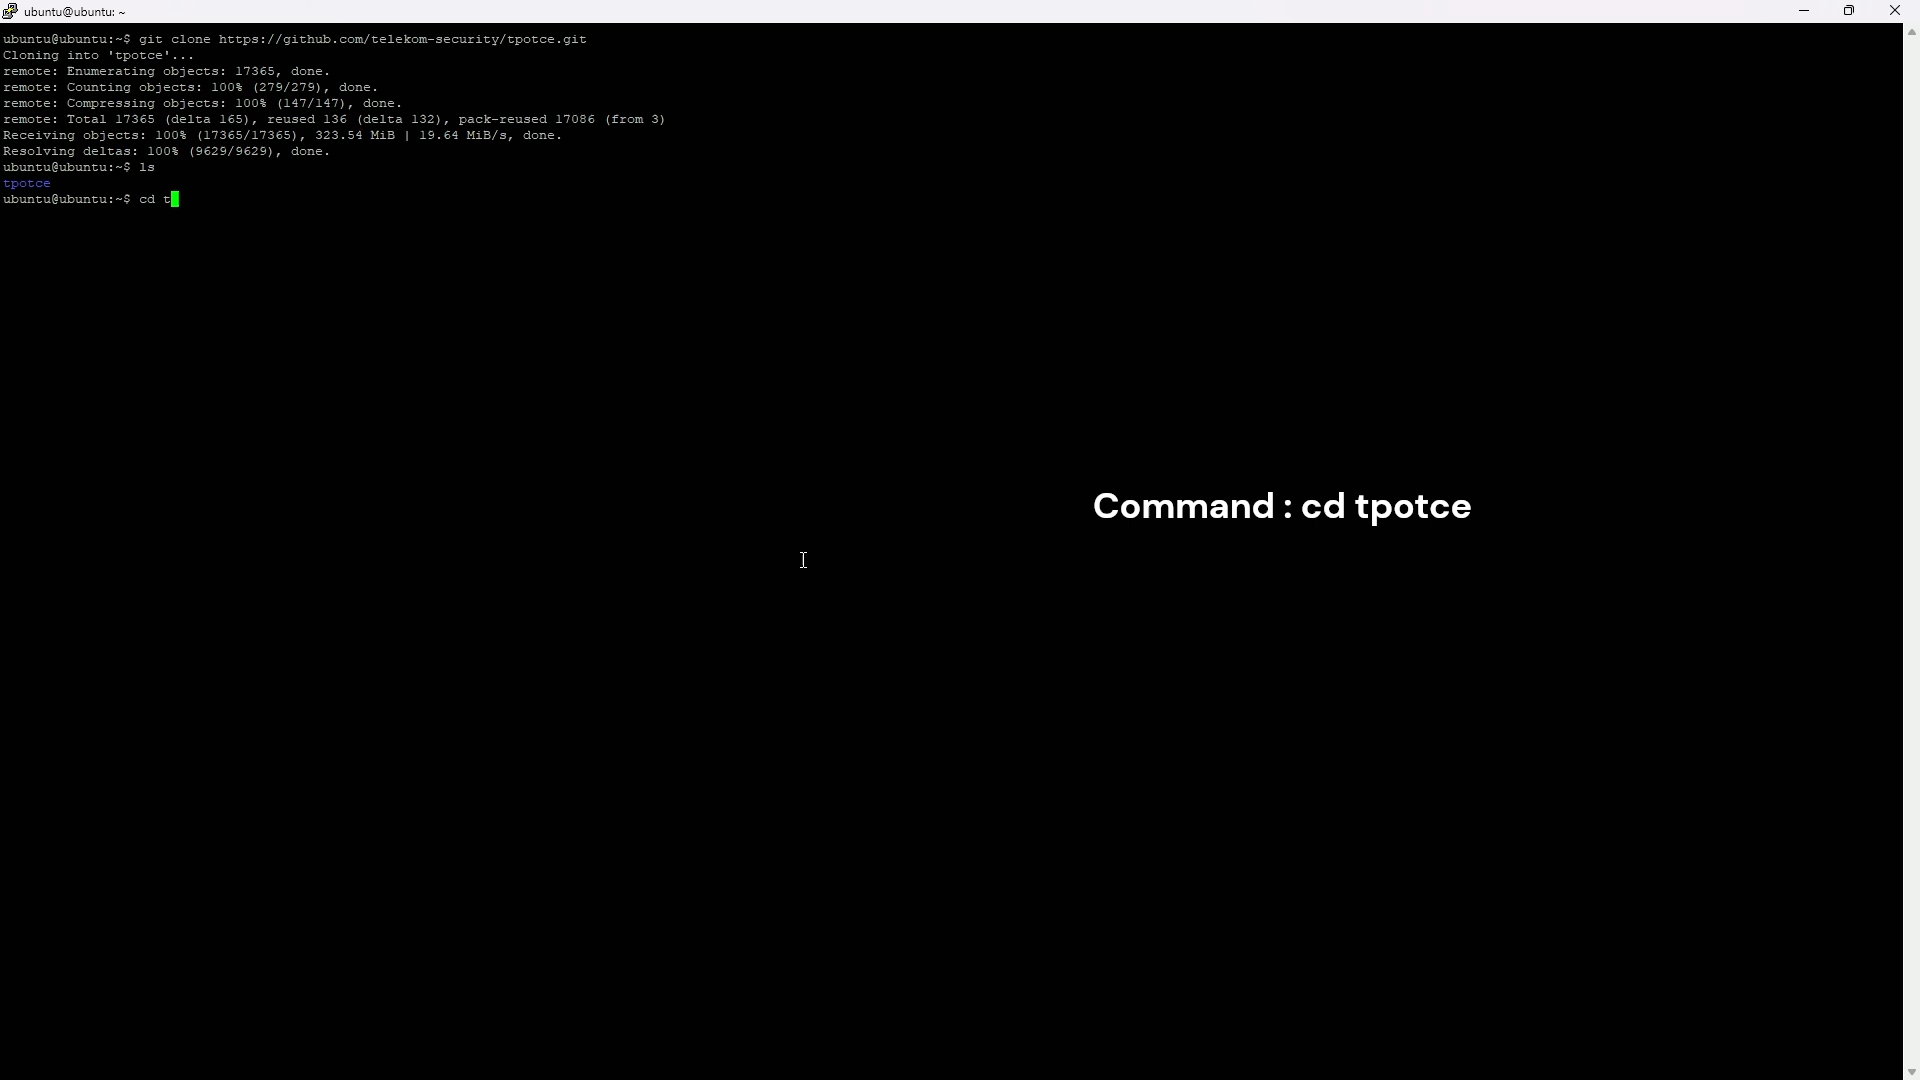 ubuntu@ubuntu: ~
ubuntu@ubuntu:~$ git clone https://github.com/telekom-security/tpotce.git
Cloning into 'tpotce'...
remote: Enumerating objects: 17365, done.
remote: Counting objects: 100% (279/279), done.
remote: Compressing objects: 100% (147/147), done.
remote: Total 17365 (delta 165), reused 136 (delta 132), pack-reused 17086 (from 3)
Receiving objects: 100% (17365/17365), 323.54 MiB | 19.64 MiB/s, done.
Resolving deltas: 100% (9629/9629), done.
ubuntu@ubuntu:~$ ls
tpotce
ubuntu@ubuntu:~$ cd t
Command : cd tpotce